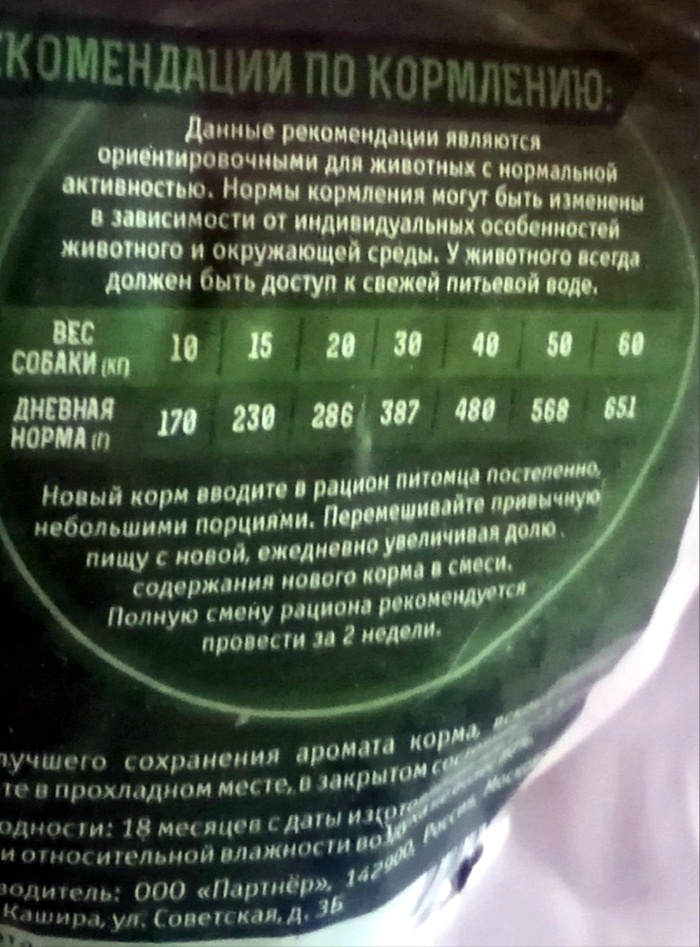 КОМЕНДАЦИИ ПО КОРМЛЕНИЮ:
Данные рекомендации являются
ориентировочными для животных с нормальной
активностью. Нормы кормления могут быть изменены
в зависимости от индивидуальных особенностей
животного и окружающей среды. У животного всегда
должен быть доступ к свежей питьевой воде.
ВЕС СОБАКИ (КГ) 10 15 20 30 40 50 60
ДНЕВНАЯ НОРМА (Г) 170 230 286 387 480 568 651
Новый корм вводите в рацион питомца постепенно,
небольшими порциями. Перемешивайте привычную
пищу с новой, ежедневно увеличивая долю
содержания нового корма в смеси.
Полную смену рациона рекомендуется
провести за 2 недели.
лучшего сохранения аромата корма,
те в прохладном месте, в закрытом
одности: 18 месяцев с даты
и относительной влажности
водитель: ООО «Партнёр», 142900, Россия,
Кашира, ул. Советская, д. 3Б